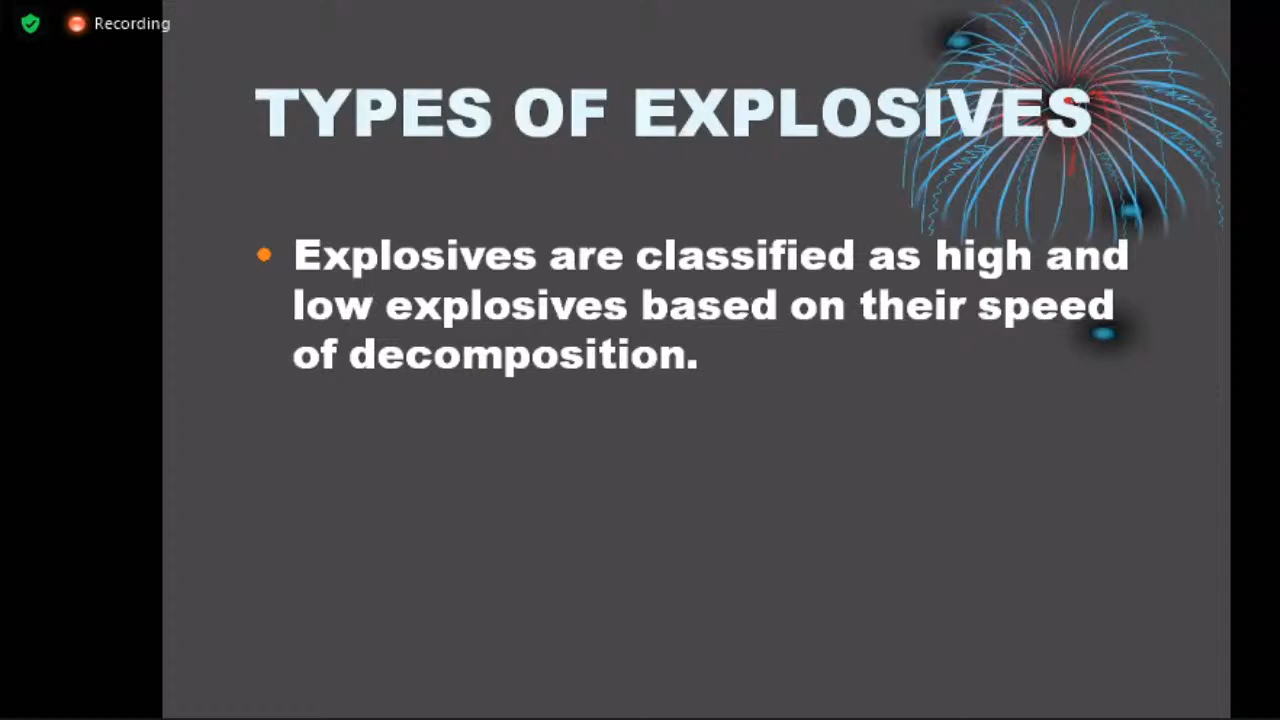 Recording
TYPES OF EXPLOSIVES
• Explosives are classified as high and
low explosives based on their speed
of decomposition.